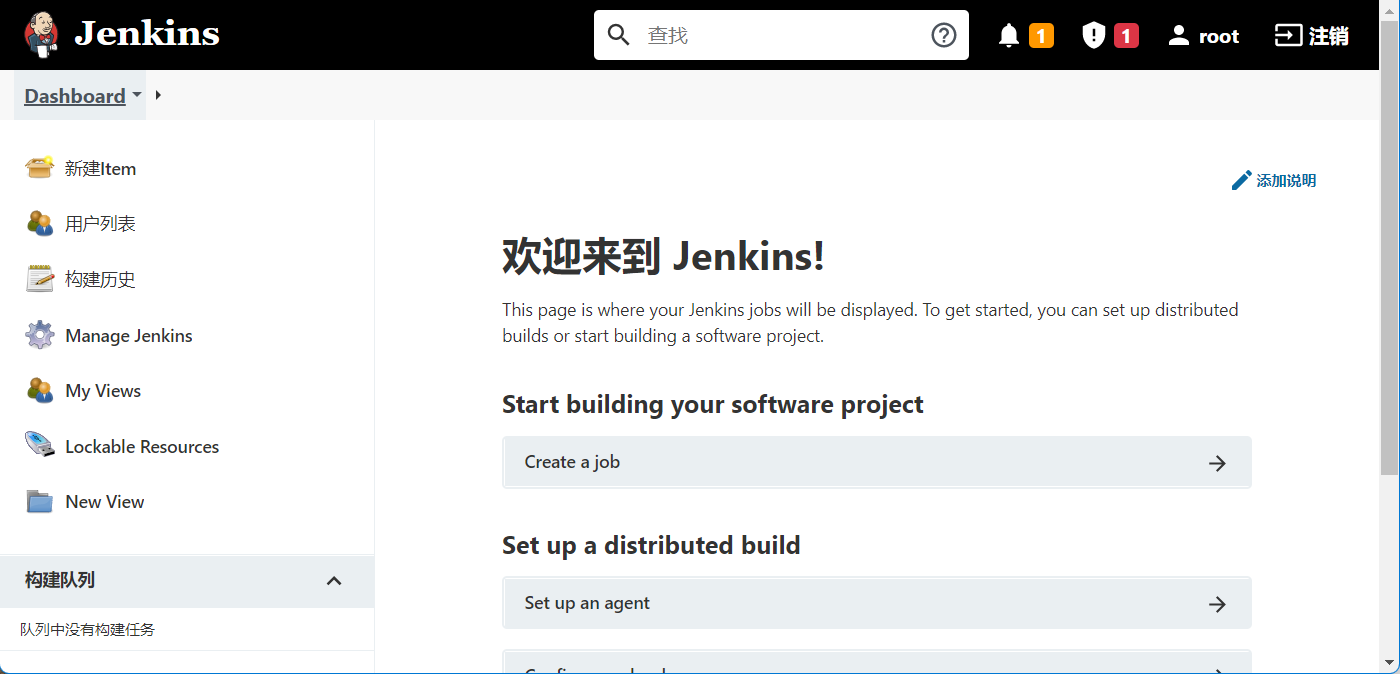 Jenkins
查找
1
1
root
注销
Dashboard
新建Item
用户列表
构建历史
Manage Jenkins
My Views
Lockable Resources
New View
构建队列
队列中没有构建任务
添加说明
欢迎来到 Jenkins!
This page is where your Jenkins jobs will be displayed. To get started, you can set up distributed
builds or start building a software project.
Start building your software project
Create a job
Set up a distributed build
Set up an agent